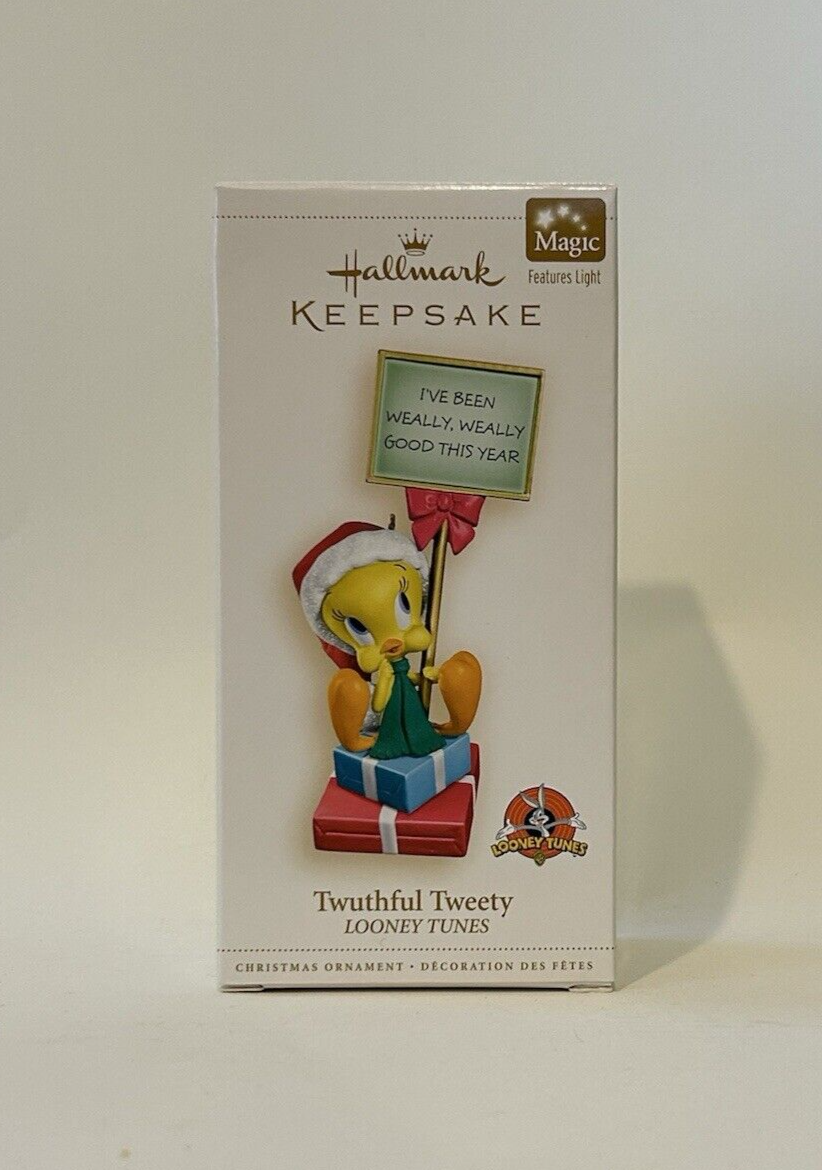 Magic
Features Light
Hallmark
KEEPSAKE
I'VE BEEN
WEALLY, WEALLY
GOOD THIS YEAR
LOONEY TUNES
Twuthful Tweety
LOONEY TUNES
CHRISTMAS ORNAMENT • DÉCORATION DES FÊTES